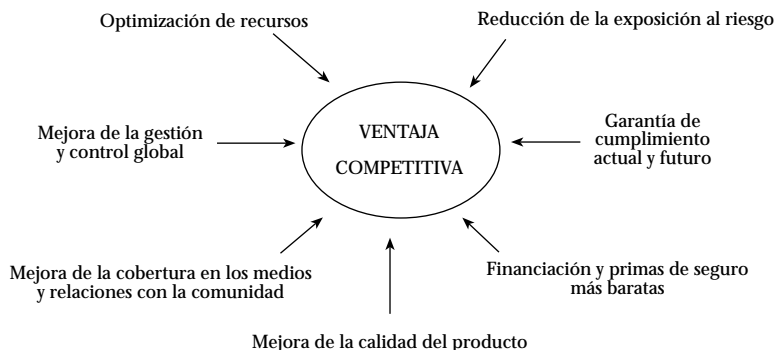 Optimización de recursos
Reducción de la exposición al riesgo
Mejora de la gestión
y control global
VENTAJA
COMPETITIVA
Garantía de
cumplimiento
actual y futuro
Mejora de la cobertura en los medios
y relaciones con la comunidad
Financiación y primas de seguro
más baratas
Mejora de la calidad del producto